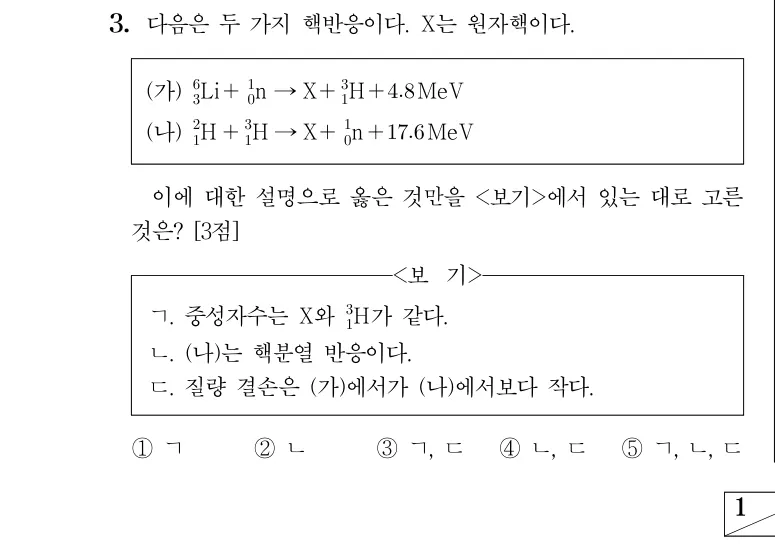 3. 다음은 두 가지 핵반응이다. X는 원자핵이다.
(가) ⁶₃Li + ¹₀n → X + ³₁H + 4.8MeV
(나) ²₁H + ³₁H → X + ¹₀n + 17.6MeV
이에 대한 설명으로 옳은 것만을 <보기>에서 있는 대로 고른
것은? [3점]
<보 기>
ㄱ. 중성자수는 X와 ³₁H가 같다.
ㄴ. (나)는 핵분열 반응이다.
ㄷ. 질량 결손은 (가)에서가 (나)에서보다 작다.
① ㄱ ② ㄴ ③ ㄱ, ㄷ ④ ㄴ, ㄷ ⑤ ㄱ, ㄴ, ㄷ
1